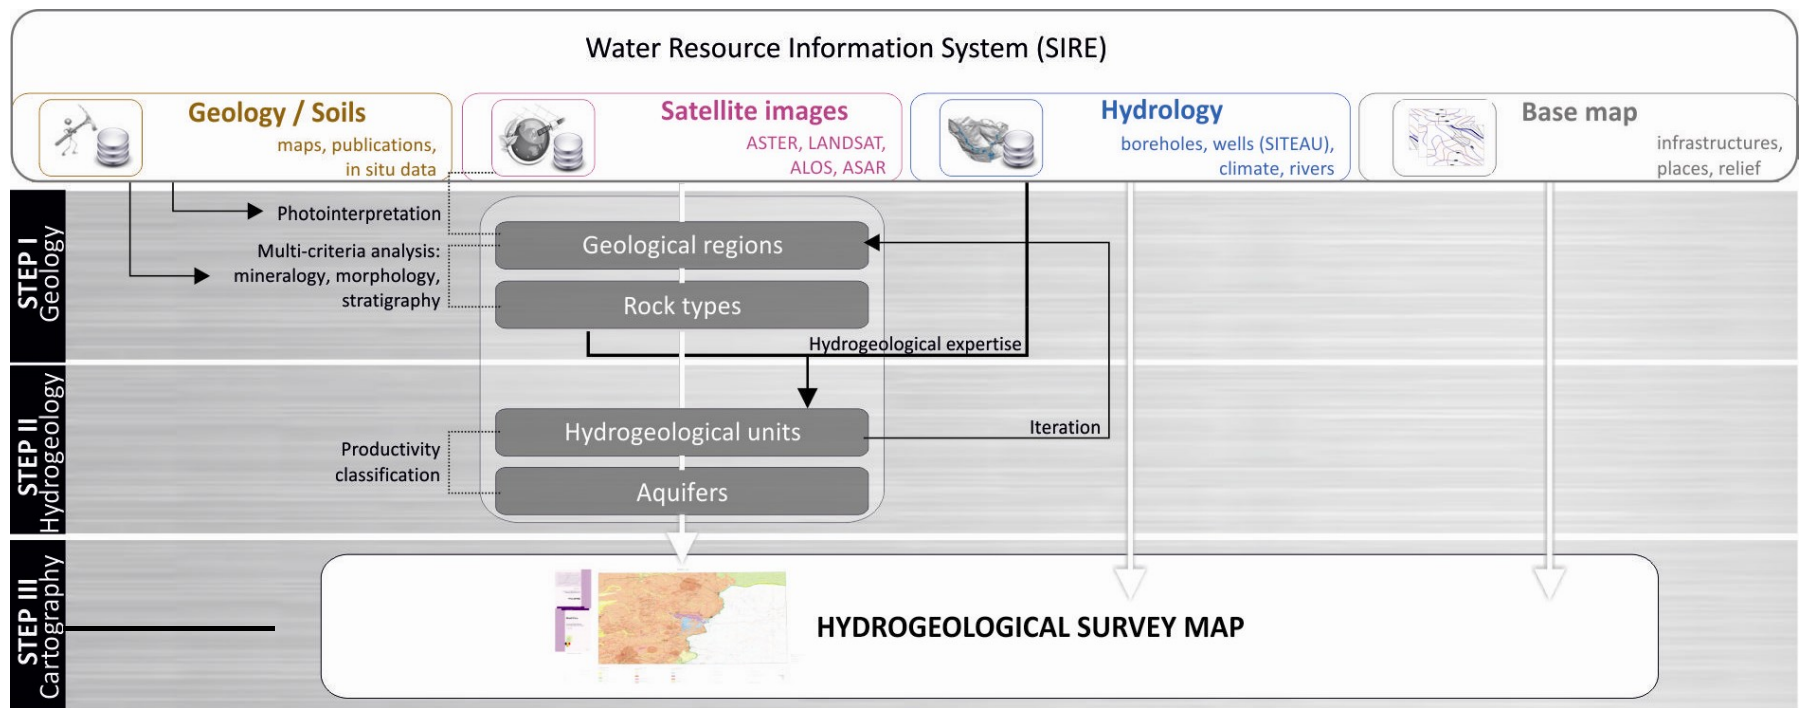 Water Resource Information System (SIRE)
Geology / Soils
maps, publications,
in situ data
Satellite images
ASTER, LANDSAT,
ALOS, ASAR
Hydrology
boreholes, wells (SITEAU),
climate, rivers
Base map
infrastructures,
places, relief
STEP I
Geology
Photointerpretation
Multi-criteria analysis:
mineralogy, morphology,
stratigraphy
Geological regions
Rock types
Hydrogeological expertise
STEP II
Hydrogeology
Productivity
classification
Hydrogeological units
Aquifers
Iteration
STEP III
Cartography
HYDROGEOLOGICAL SURVEY MAP